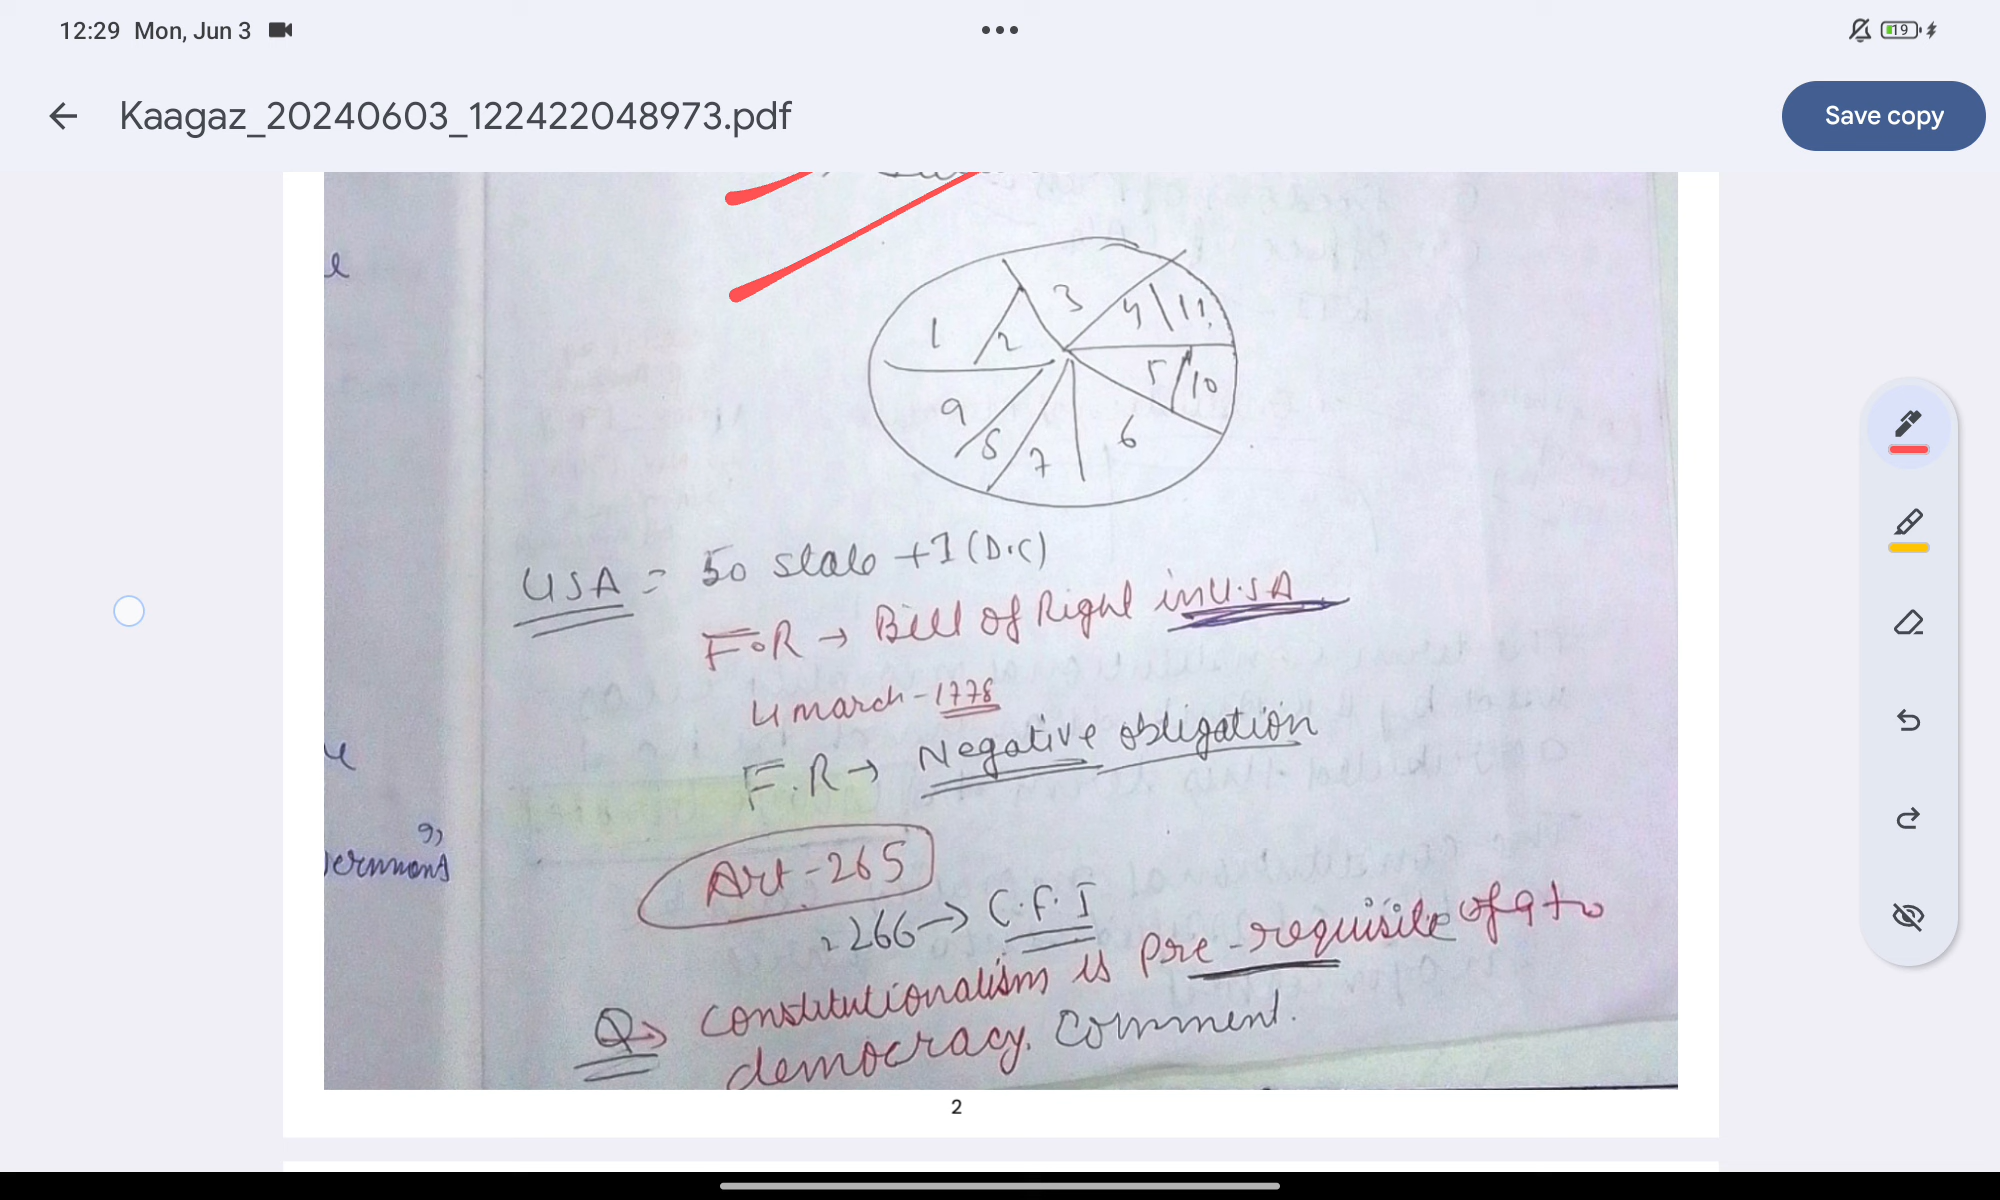 12:29 Mon, Jun 3
19
Kaagaz_20240603_122422048973.pdf
Save copy
1
2
3
4 | 11
5 / 10
6
7
8
9
USA = 50 state + 1 (D.C)
F.R → Bill of Right in U.S.A
4 march - 1778
F.R → Negative obligation
Art - 265
266 → C.F.I
Q → Constitutionalism is Pre-requisite of
democracy. Comment.
9)
2